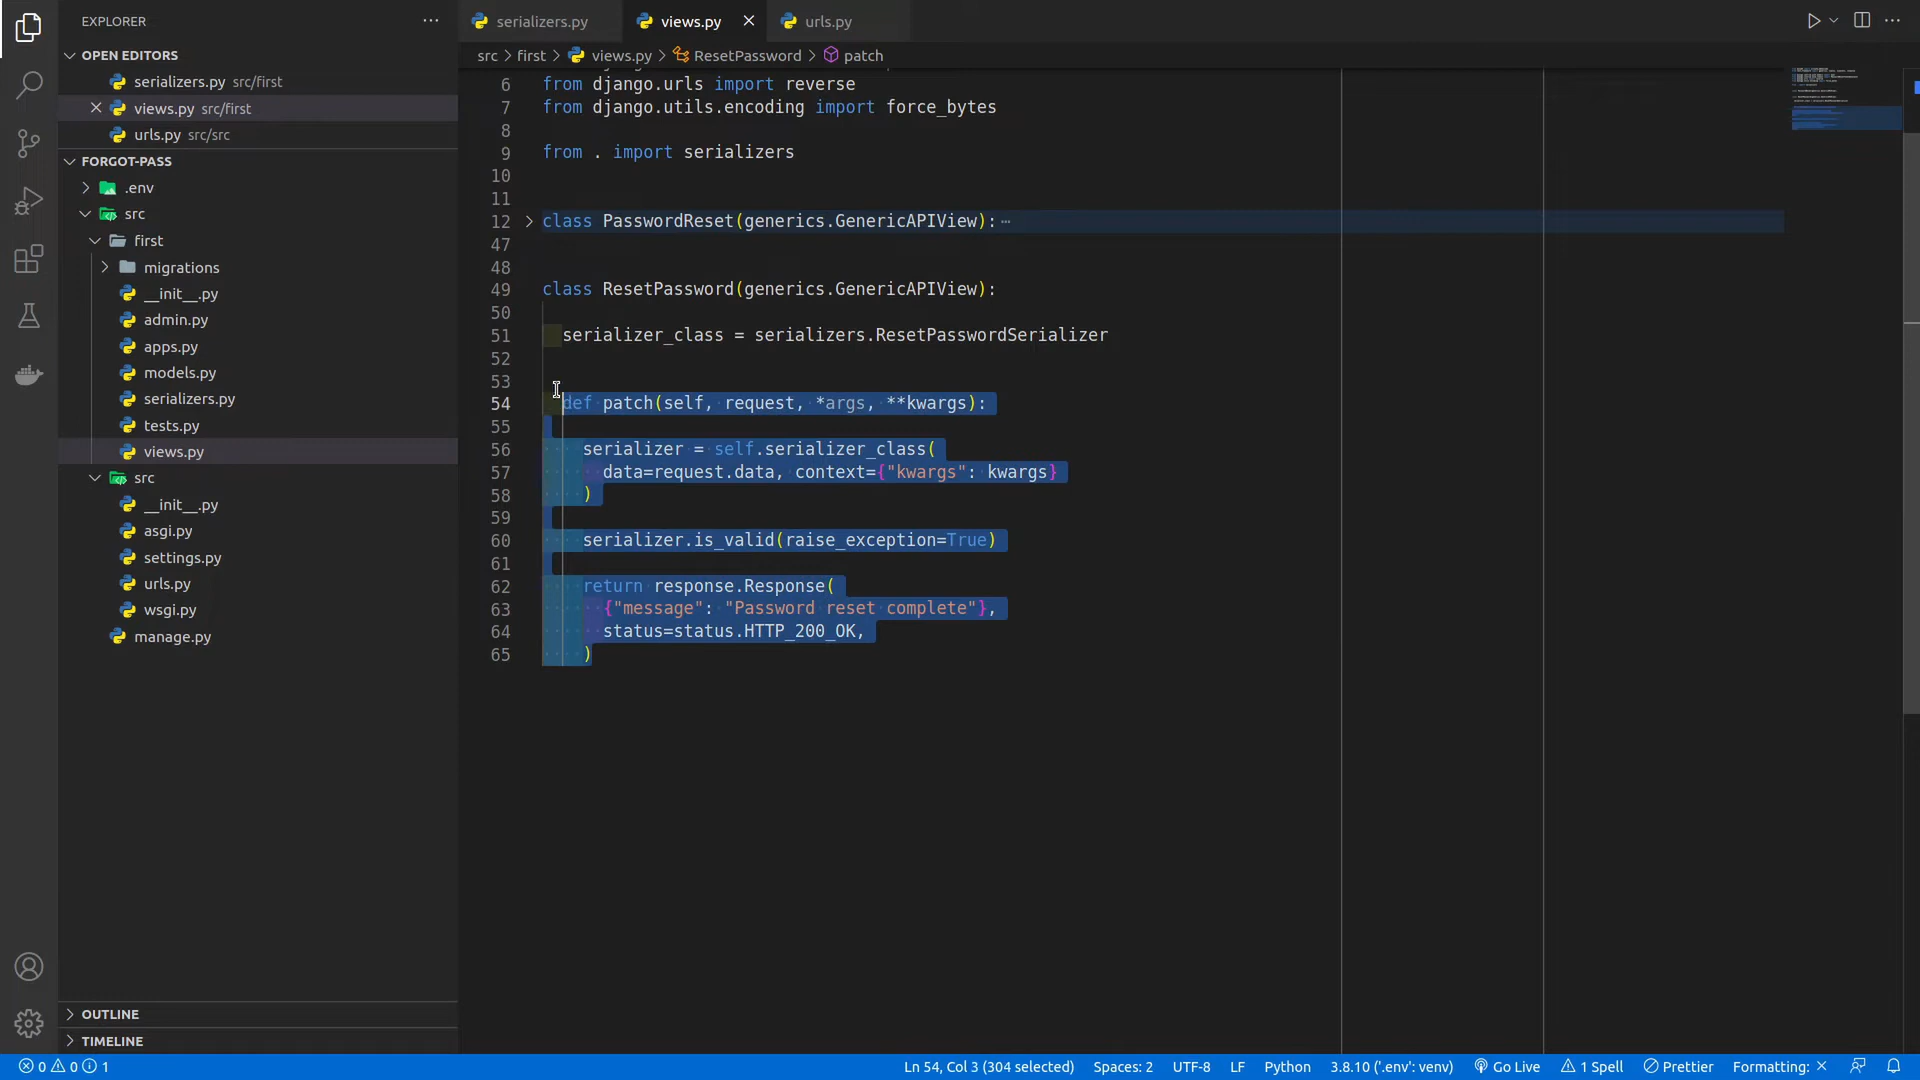 EXPLORER
OPEN EDITORS
serializers.py src/first
views.py src/first
urls.py src/src
FORGOT-PASS
.env
src
first
migrations
__init__.py
admin.py
apps.py
models.py
serializers.py
tests.py
views.py
src
__init__.py
asgi.py
settings.py
urls.py
wsgi.py
manage.py
OUTLINE
TIMELINE
serializers.py views.py urls.py
src > first > views.py > ResetPassword > patch
6 from django.urls import reverse
7 from django.utils.encoding import force_bytes
8
9 from . import serializers
10
11
12 class PasswordReset(generics.GenericAPIView):
47
48
49 class ResetPassword(generics.GenericAPIView):
50
51 serializer_class = serializers.ResetPasswordSerializer
52
53
54 def patch(self, request, *args, **kwargs):
55
56 serializer = self.serializer_class(
57 data=request.data, context={"kwargs": kwargs}
58 )
59
60 serializer.is_valid(raise_exception=True)
61
62 return response.Response(
63 {"message": "Password reset complete"},
64 status=status.HTTP_200_OK,
65 )
0 0 1 Ln 54, Col 3 (304 selected) Spaces: 2 UTF-8 LF Python 3.8.10 ('.env': venv) Go Live 1 Spell Prettier Formatting: ×